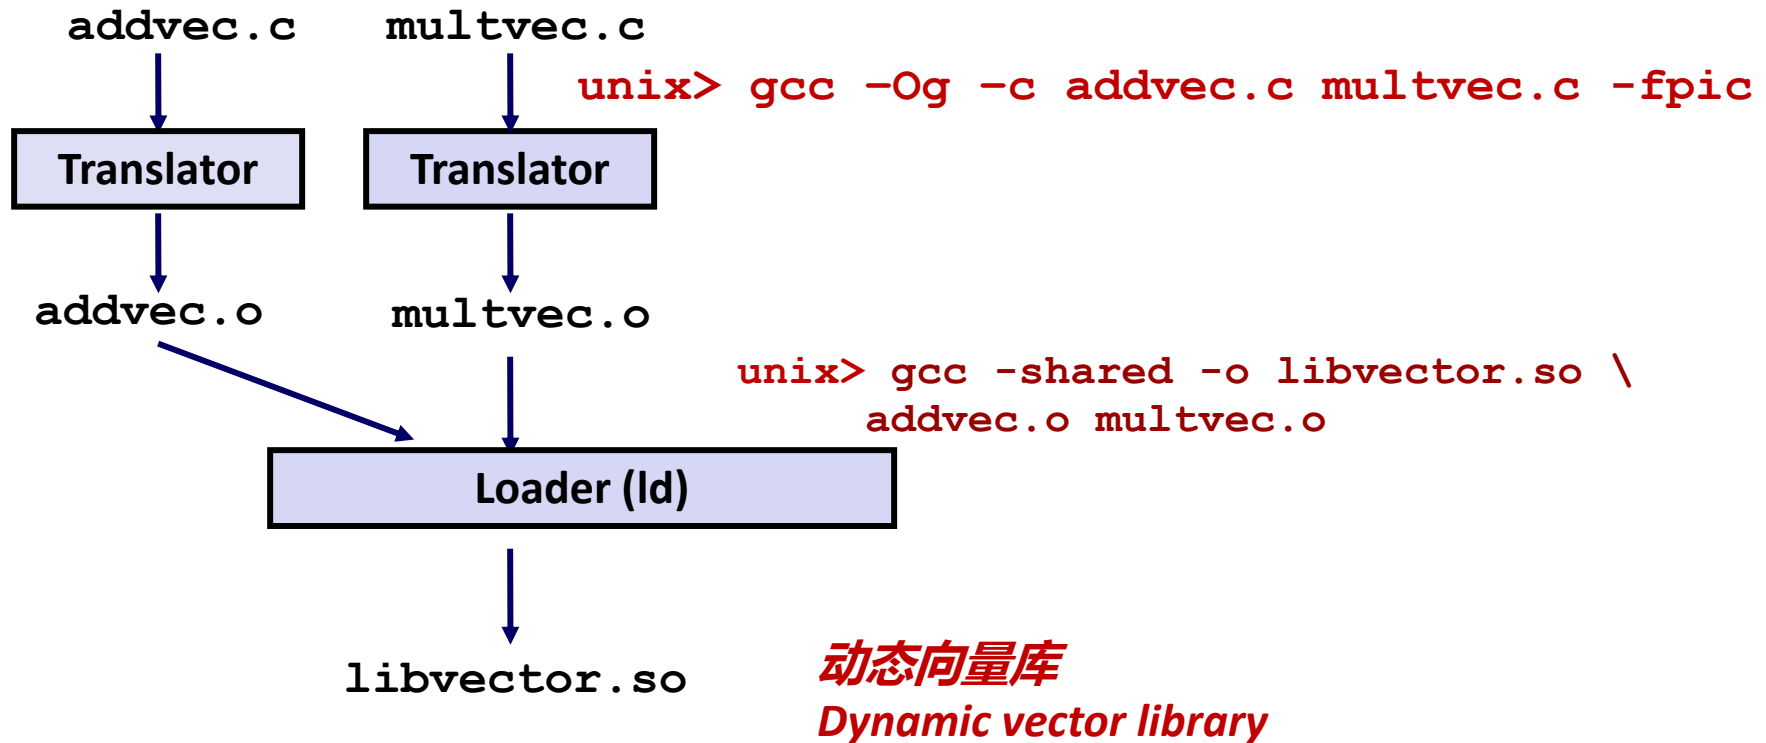 addvec.c multvec.c
unix> gcc –Og –c addvec.c multvec.c -fpic
Translator Translator
addvec.o multvec.o
unix> gcc -shared -o libvector.so \
addvec.o multvec.o
Loader (ld)
libvector.so
动态向量库
Dynamic vector library